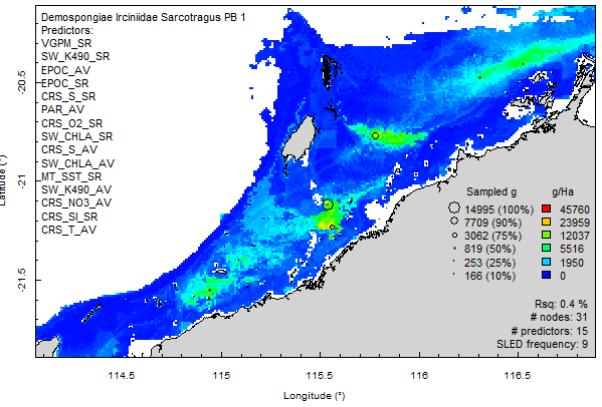 Demospongiae Irciniidae Sarcotragus PB 1
Predictors:
VGPM_SR
SW_K490_SR
EPOC_AV
EPOC_SR
CRS_S_SR
PAR_AV
CRS_O2_SR
SW_CHLA_SR
CRS_S_AV
SW_CHLA_AV
MT_SST_SR
SW_K490_AV
CRS_NO3_AV
CRS_SI_SR
CRS_T_AV
-20.5
-21
-21.5
Latitude (°)
Sampled g
14995 (100%)
7709 (90%)
3062 (75%)
819 (50%)
253 (25%)
166 (10%)
g/Ha
45760
23959
12037
5516
1950
0
Rsq: 0.4 %
# nodes: 31
# predictors: 15
SLED frequency: 9
114.5 115 115.5 116 116.5
Longitude (°)